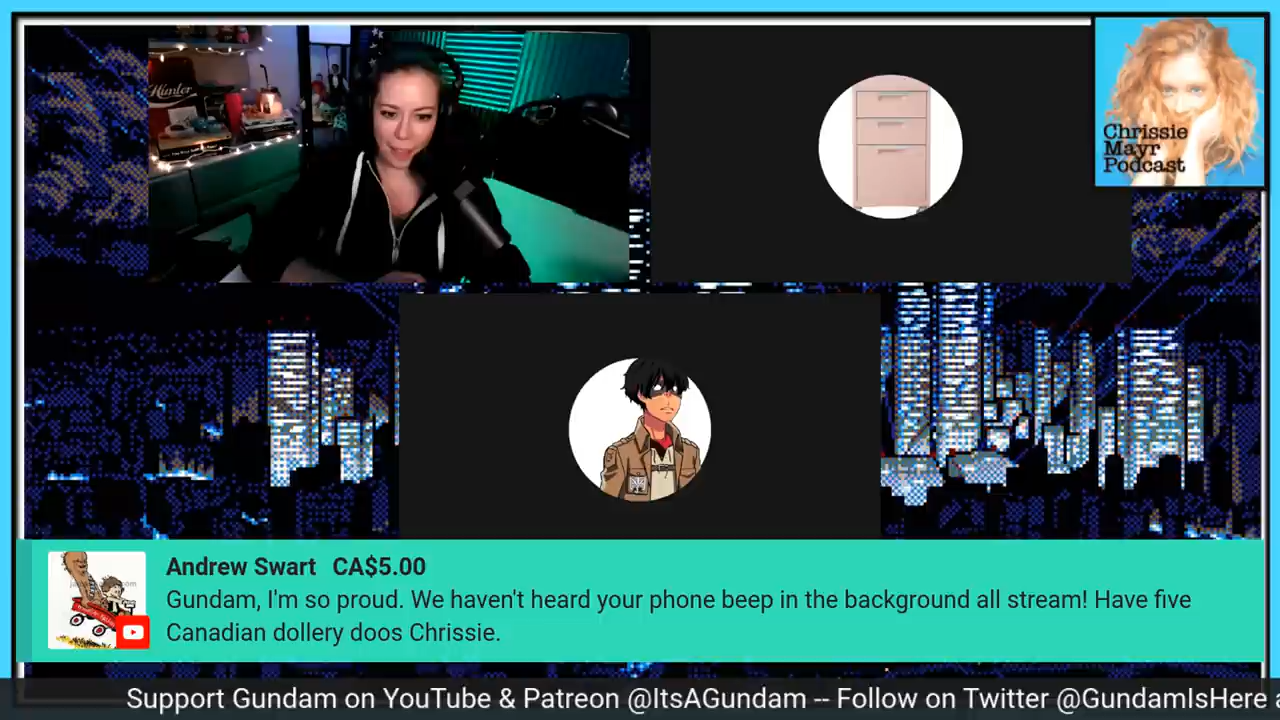 Himler
Chrissie
Mayr
Podcast
Andrew Swart CA$5.00
Gundam, I'm so proud. We haven't heard your phone beep in the background all stream! Have five
Canadian dollery doos Chrissie.
Support Gundam on YouTube & Patreon @ItsAGundam -- Follow on Twitter @GundamIsHere